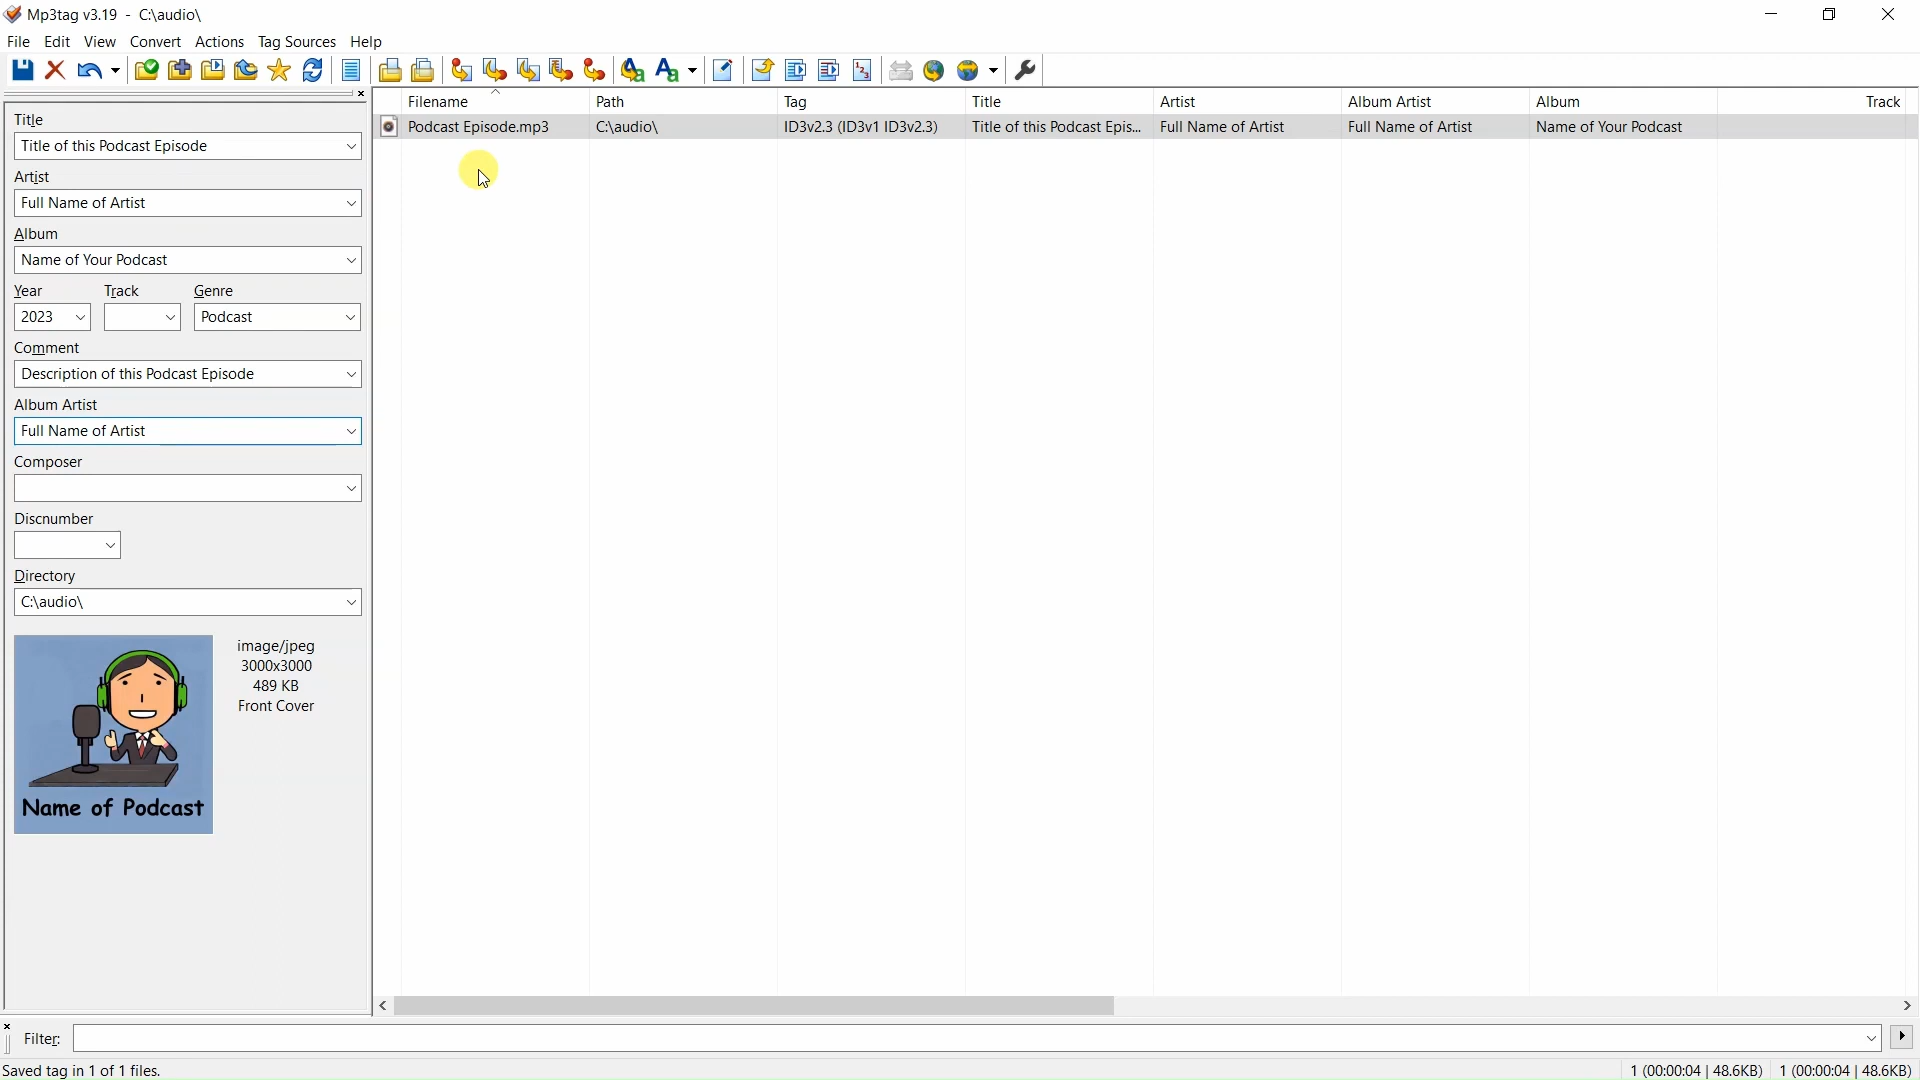 Mp3tag v3.19 - C:\audio\
File Edit View Convert Actions Tag Sources Help
Filename Path Tag Title Artist Album Artist Album Track
Podcast Episode.mp3 C:\audio\ ID3v2.3 (ID3v1 ID3v2.3) Title of this Podcast Epis... Full Name of Artist Full Name of Artist Name of Your Podcast
Title
Title of this Podcast Episode
Artist
Full Name of Artist
Album
Name of Your Podcast
Year Track Genre
2023 Podcast
Comment
Description of this Podcast Episode
Album Artist
Full Name of Artist
Composer
Discnumber
Directory
C:\audio\
image/jpeg
3000x3000
489 KB
Front Cover
Name of Podcast
Filter:
Saved tag in 1 of 1 files. 1 (00:00:04 | 48.6KB) 1 (00:00:04 | 48.6KB)